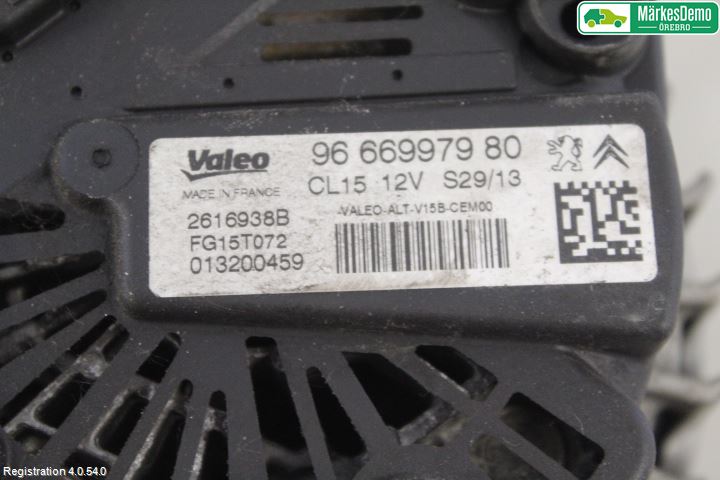 MärkesDemo
ÖREBRO
Valeo
96 669979 80
MADE IN FRANCE
CL15 12V S29/13
2616938B
-VALEO-ALT-V15B-CEM00
FG15T072
013200459
Registration 4.0.54.0